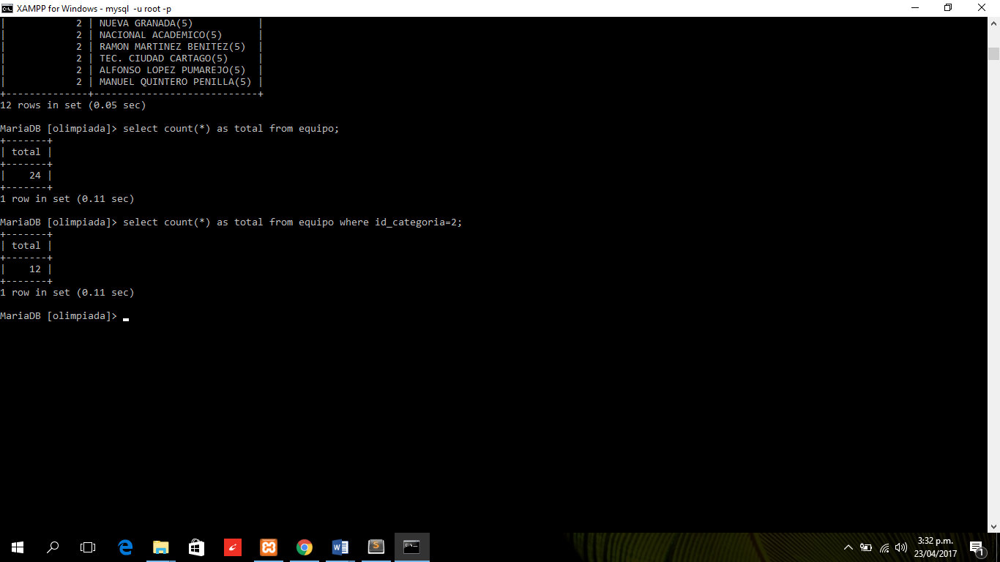 XAMPP for Windows - mysql  -u root -p
|            2 | NUEVA GRANADA(5)           |
|            2 | NACIONAL ACADEMICO(5)      |
|            2 | RAMON MARTINEZ BENITEZ(5)  |
|            2 | TEC. CIUDAD CARTAGO(5)     |
|            2 | ALFONSO LOPEZ PUMAREJO(5)  |
|            2 | MANUEL QUINTERO PENILLA(5) |
+--------------+----------------------------+
12 rows in set (0.05 sec)
MariaDB [olimpiada]> select count(*) as total from equipo;
+-------+
| total |
+-------+
|    24 |
+-------+
1 row in set (0.11 sec)
MariaDB [olimpiada]> select count(*) as total from equipo where id_categoria=2;
+-------+
| total |
+-------+
|    12 |
+-------+
1 row in set (0.11 sec)
MariaDB [olimpiada]>
3:32 p.m.
23/04/2017
1